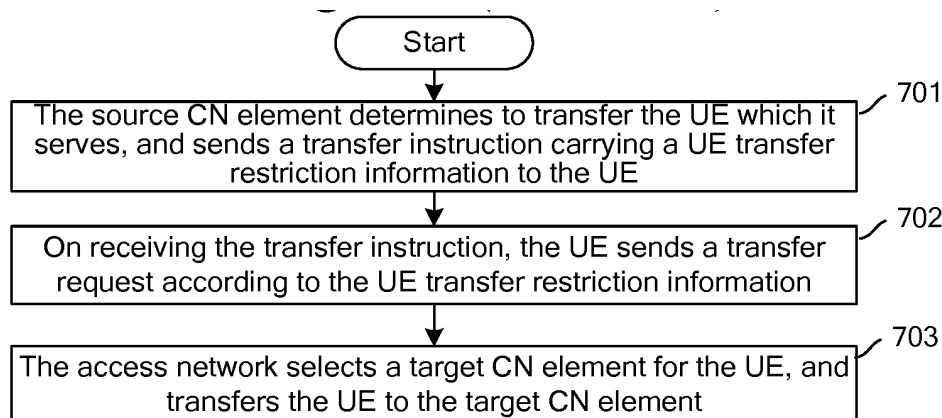 Start
701
The source CN element determines to transfer the UE which it
serves, and sends a transfer instruction carrying a UE transfer
restriction information to the UE
702
On receiving the transfer instruction, the UE sends a transfer
request according to the UE transfer restriction information
703
The access network selects a target CN element for the UE, and
transfers the UE to the target CN element